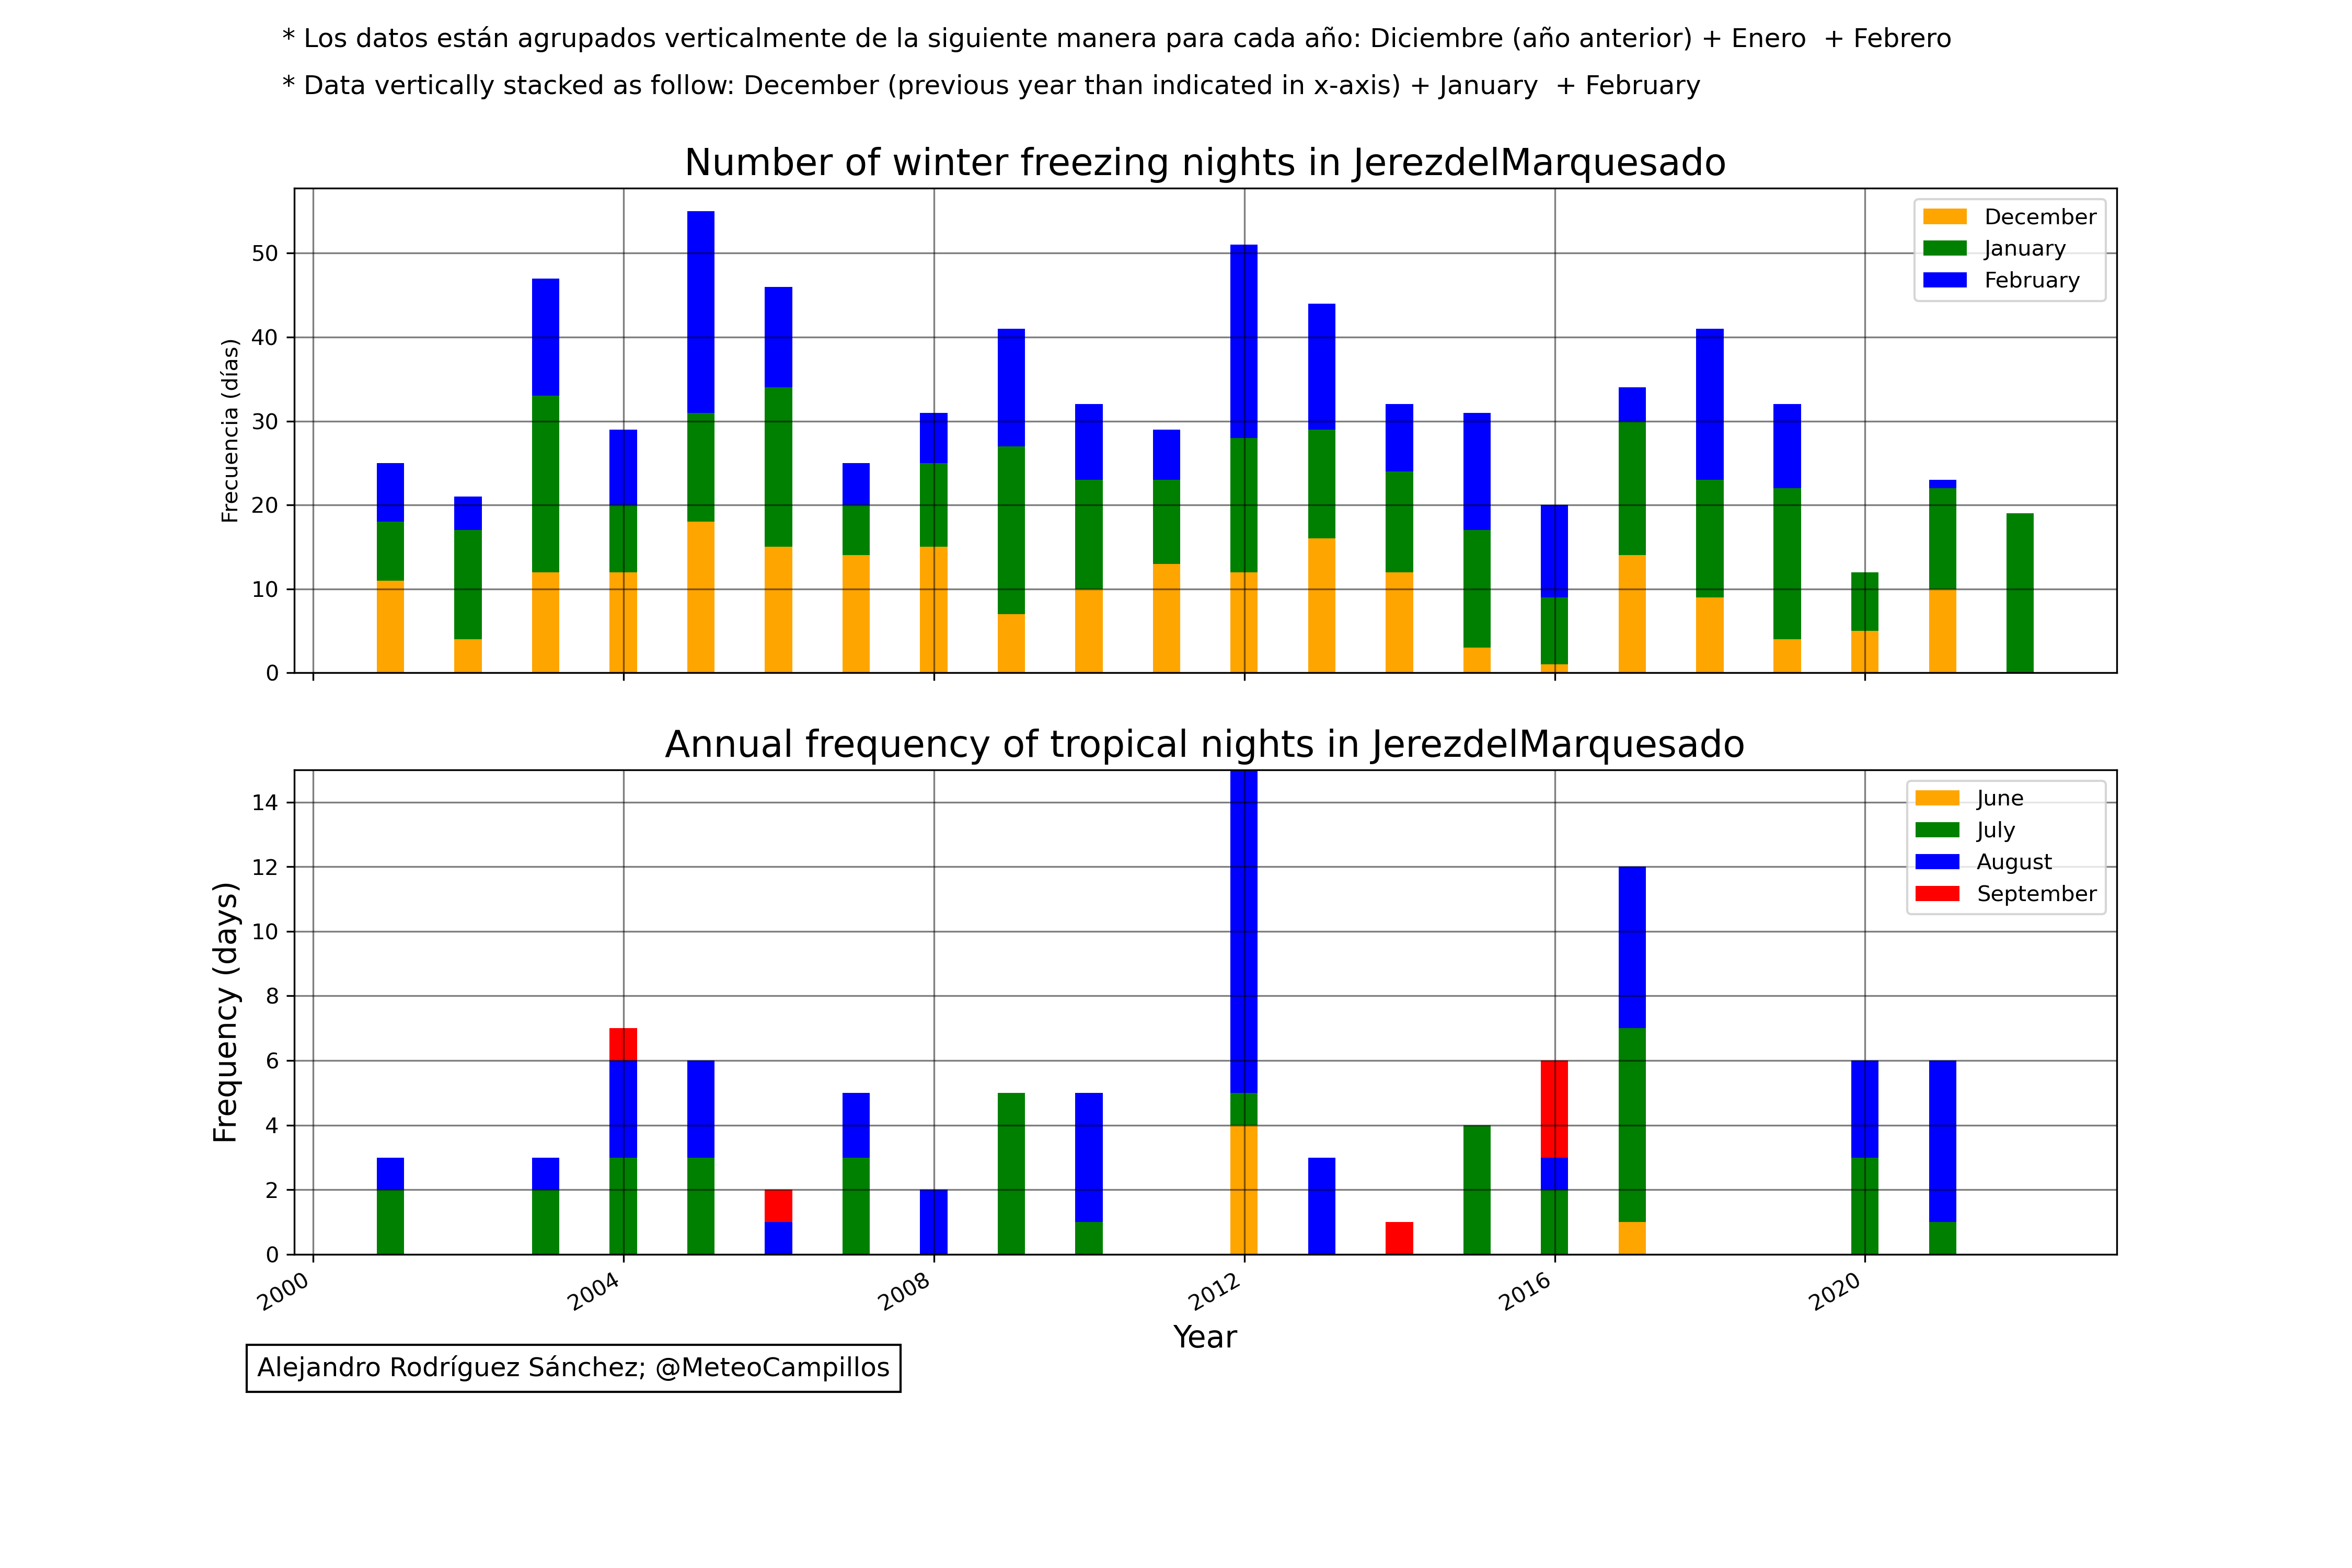 * Los datos están agrupados verticalmente de la siguiente manera para cada año: Diciembre (año anterior) + Enero  + Febrero
* Data vertically stacked as follow: December (previous year than indicated in x-axis) + January  + February
Number of winter freezing nights in JerezdelMarquesado
Frecuencia (días)
50
40
30
20
10
0
December
January
February
Annual frequency of tropical nights in JerezdelMarquesado
Frequency (days)
14
12
10
8
6
4
2
0
June
July
August
September
2000
2004
2008
2012
2016
2020
Year
Alejandro Rodríguez Sánchez; @MeteoCampillos